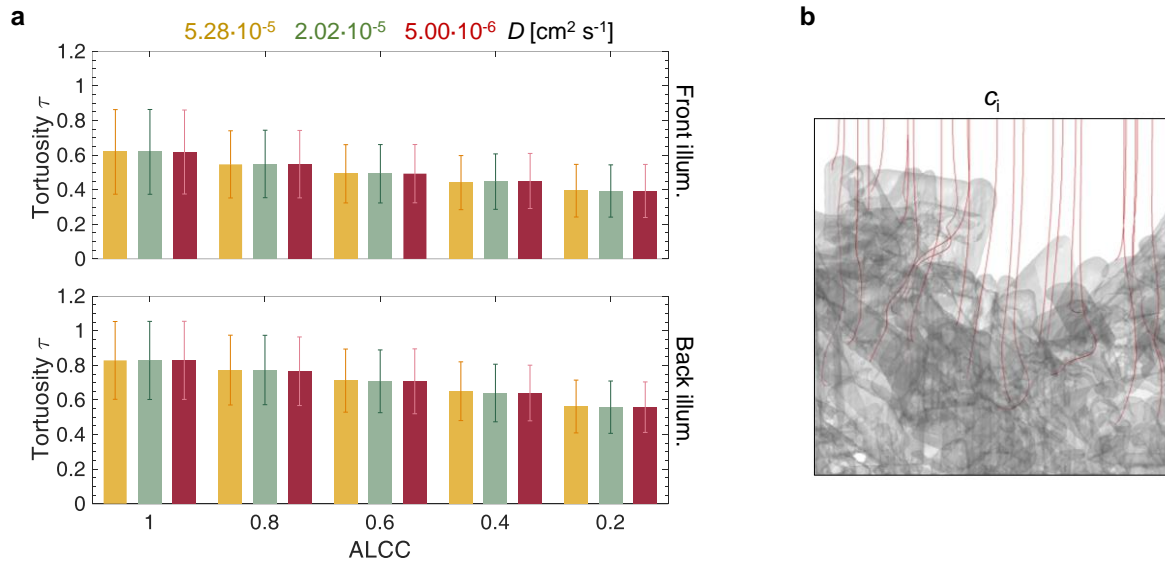 a
5.28·10⁻⁵ 2.02·10⁻⁵ 5.00·10⁻⁶ D [cm² s⁻¹]
1.2
1
0.8
0.6
0.4
0.2
0
Tortuosity τ
Front illum.
1.2
1
0.8
0.6
0.4
0.2
0
Tortuosity τ
Back illum.
1 0.8 0.6 0.4 0.2
ALCC
b
cᵢ